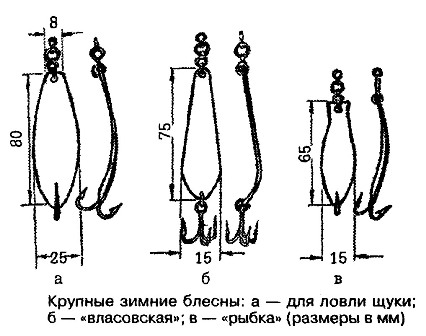 8
80
75
65
25
15
15
а
б
в
Крупные зимние блесны: а — для ловли щуки;
б — «власовская»; в — «рыбка» (размеры в мм)